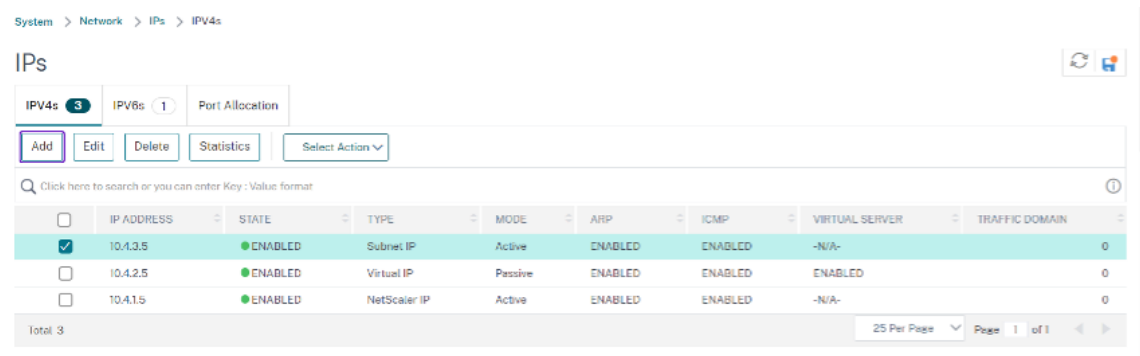 System > Network > IPs > IPV4s
IPs
IPV4s 3 IPV6s 1 Port Allocation
Add Edit Delete Statistics Select Action
Click here to search or you can enter Key : Value format
IP ADDRESS STATE TYPE MODE ARP ICMP VIRTUAL SERVER TRAFFIC DOMAIN
10.4.3.5 ENABLED Subnet IP Active ENABLED ENABLED -N/A- 0
10.4.2.5 ENABLED Virtual IP Passive ENABLED ENABLED ENABLED 0
10.4.1.5 ENABLED NetScaler IP Active ENABLED ENABLED -N/A- 0
Total 3 25 Per Page Page 1 of 1